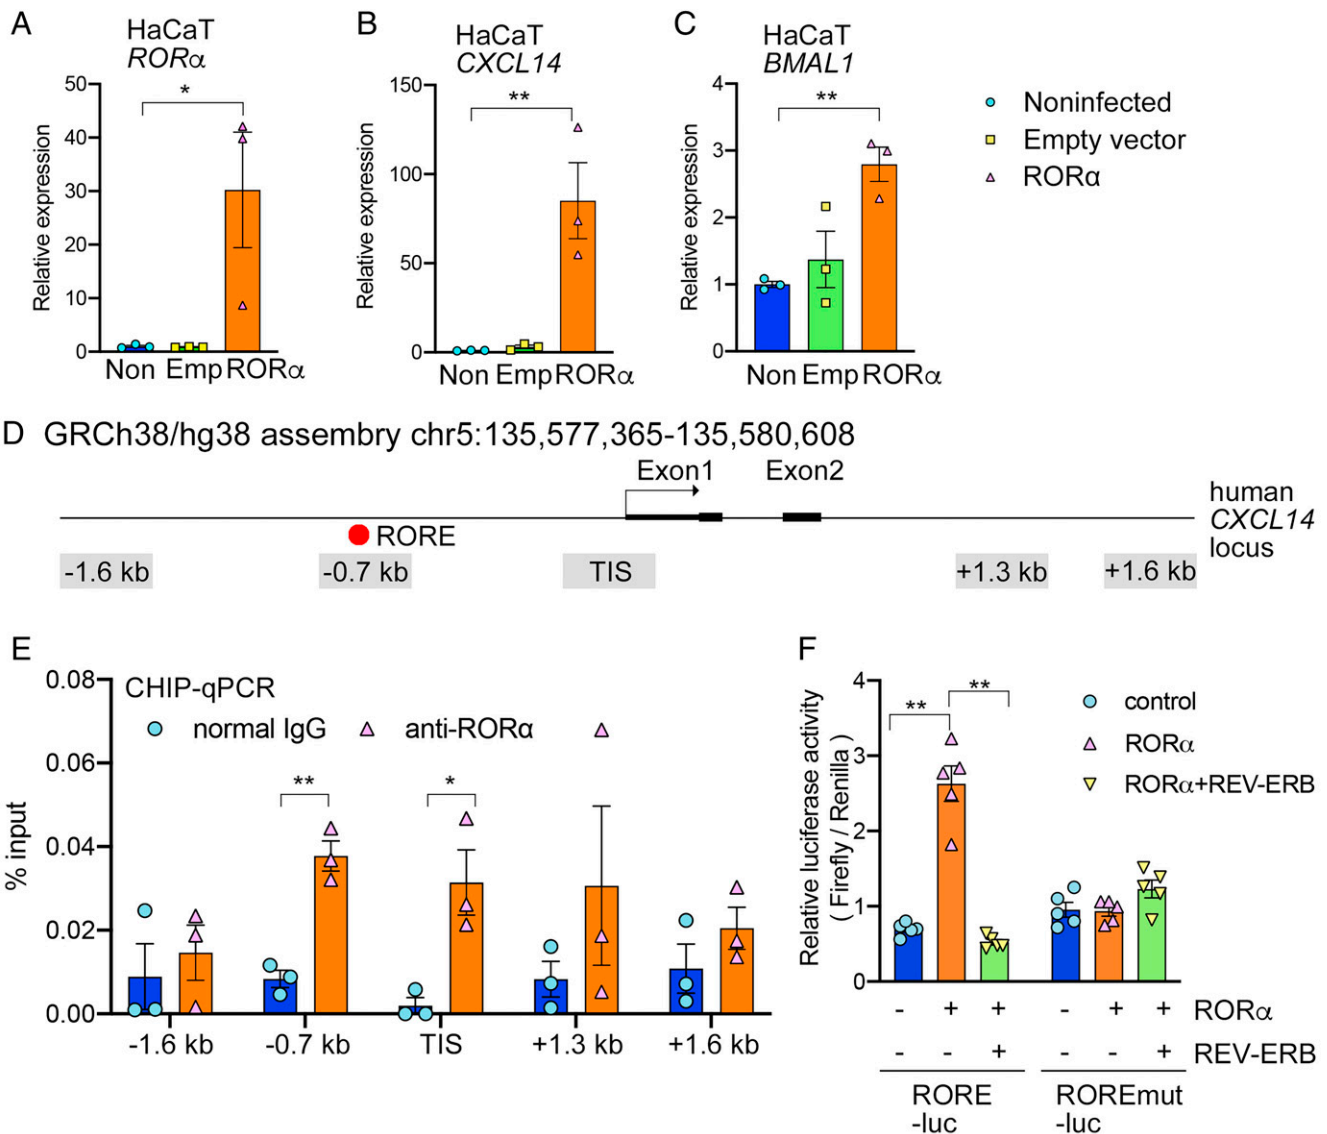 A
HaCaT
RORα
*
50
40
30
20
10
0
Relative expression
Non Emp RORα
B
HaCaT
CXCL14
**
150
100
50
0
Relative expression
Non Emp RORα
C
HaCaT
BMAL1
**
4
3
2
1
0
Relative expression
Non Emp RORα
Noninfected
Empty vector
RORα
D GRCh38/hg38 assembry chr5:135,577,365-135,580,608
Exon1 Exon2
RORE
human
CXCL14
locus
-1.6 kb -0.7 kb TIS +1.3 kb +1.6 kb
E
CHIP-qPCR
normal IgG anti-RORα
** *
0.08
0.06
0.04
0.02
0.00
% input
-1.6 kb -0.7 kb TIS +1.3 kb +1.6 kb
F
Relative luciferase activity
( Firefly / Renilla )
4
3
2
1
0
** **
control
RORα
RORα+REV-ERB
- + + - + + RORα
- - + - - + REV-ERB
RORE
-luc
ROREmut
-luc